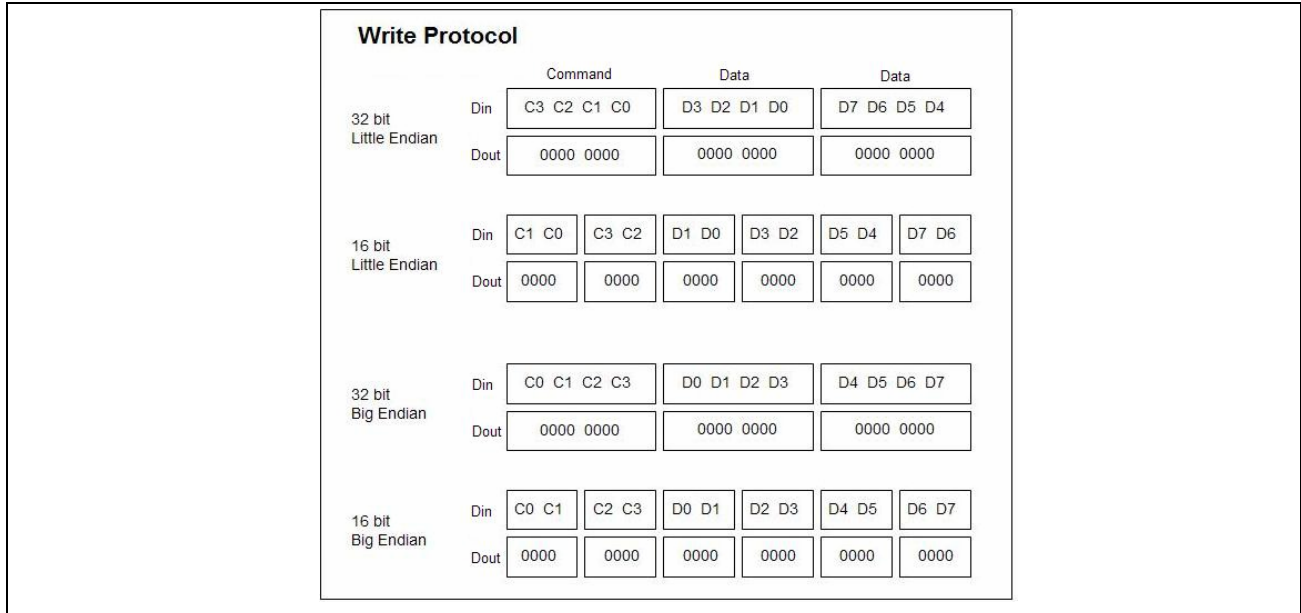 Write Protocol
Command Data Data
32 bit
Little Endian
Din C3 C2 C1 C0 D3 D2 D1 D0 D7 D6 D5 D4
Dout 0000 0000 0000 0000 0000 0000
16 bit
Little Endian
Din C1 C0 C3 C2 D1 D0 D3 D2 D5 D4 D7 D6
Dout 0000 0000 0000 0000 0000 0000
32 bit
Big Endian
Din C0 C1 C2 C3 D0 D1 D2 D3 D4 D5 D6 D7
Dout 0000 0000 0000 0000 0000 0000
16 bit
Big Endian
Din C0 C1 C2 C3 D0 D1 D2 D3 D4 D5 D6 D7
Dout 0000 0000 0000 0000 0000 0000